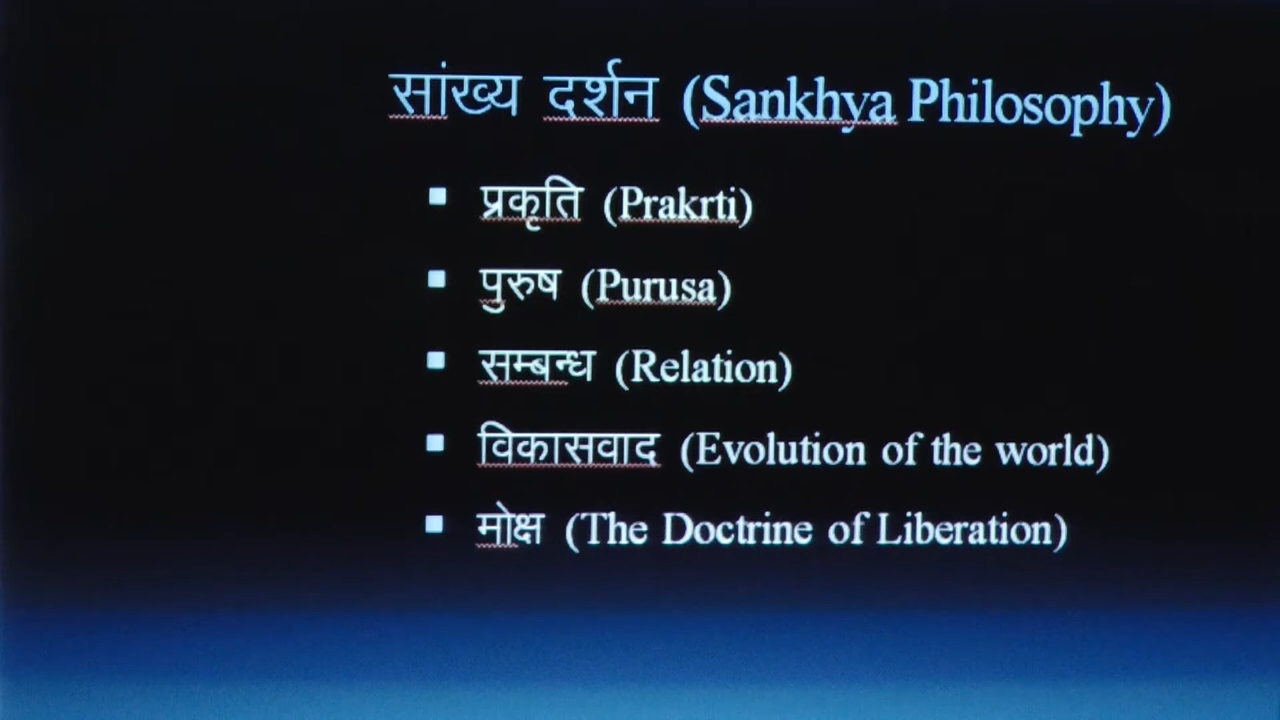 सांख्य दर्शन (Sankhya Philosophy)
प्रकृति (Prakrti)
पुरुष (Purusa)
सम्बन्ध (Relation)
विकासवाद (Evolution of the world)
मोक्ष (The Doctrine of Liberation)